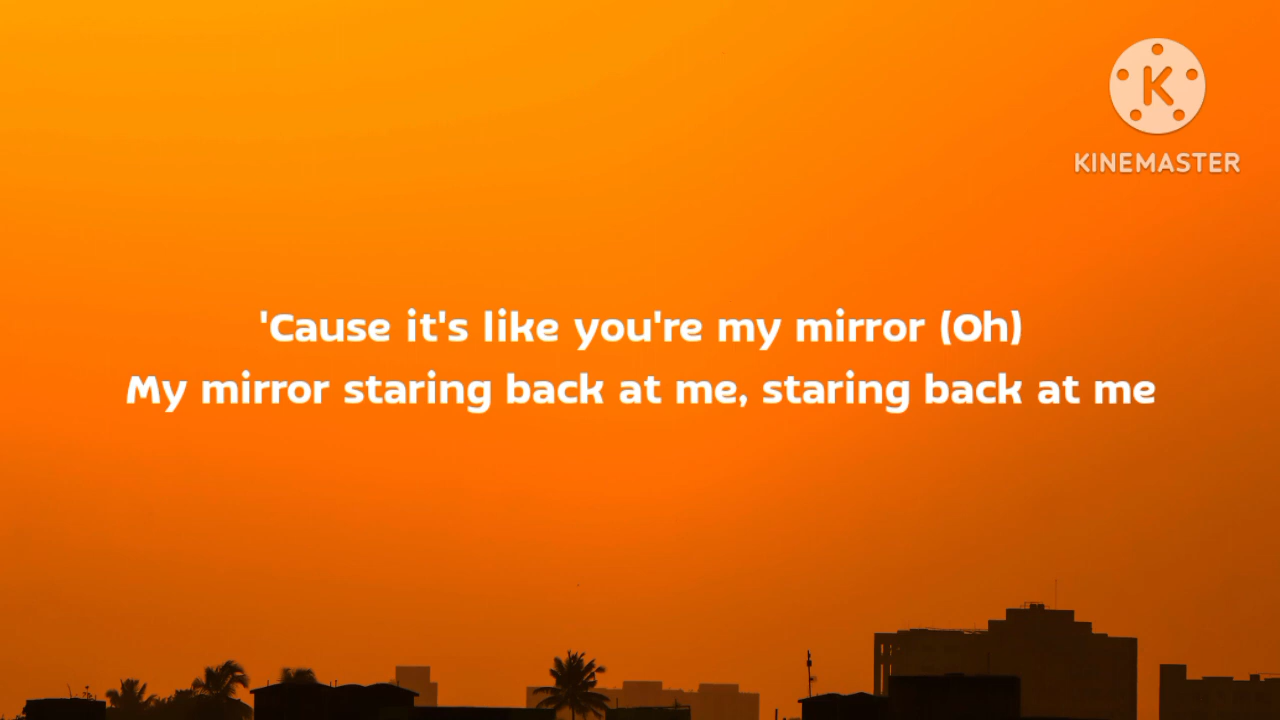 K
KINEMASTER
'Cause it's like you're my mirror (Oh)
My mirror staring back at me, staring back at me